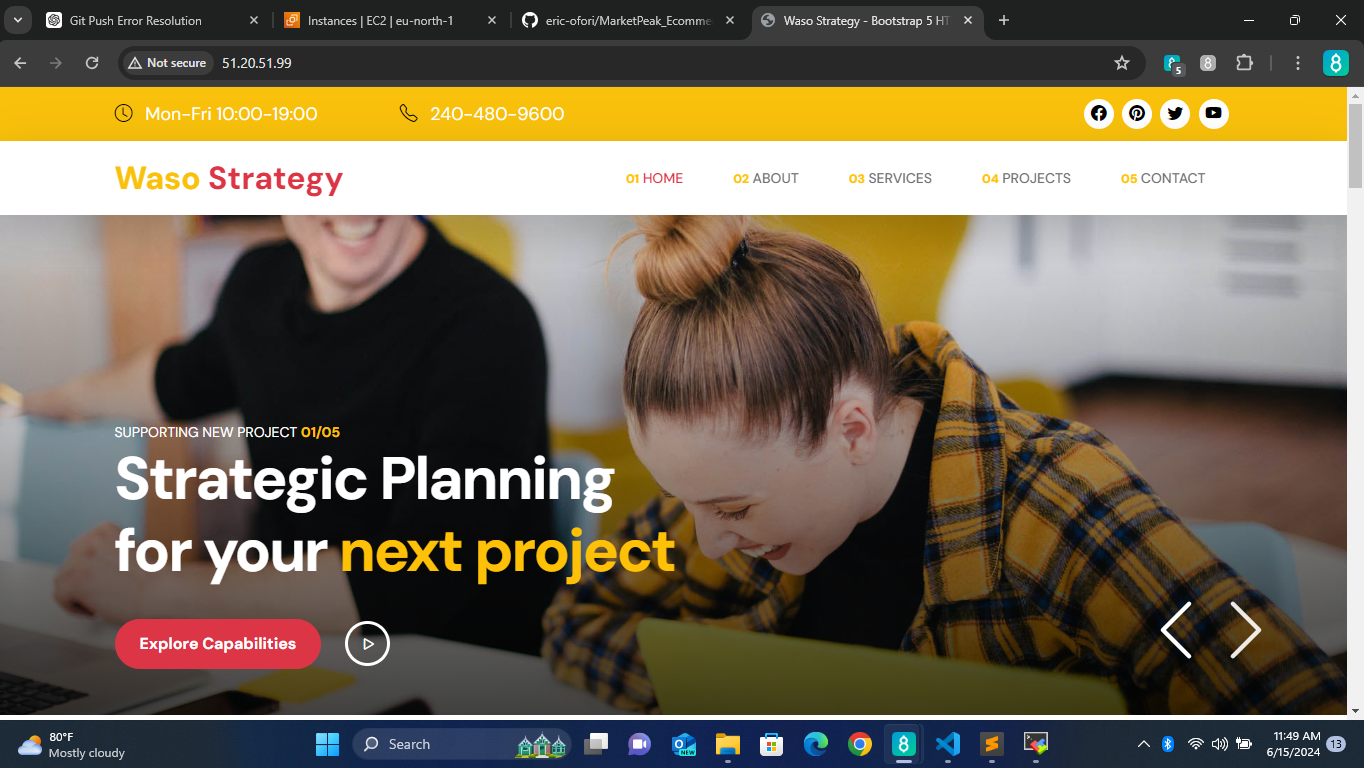 Git Push Error Resolution
Instances | EC2 | eu-north-1
eric-ofori/MarketPeak_Ecomme
Waso Strategy - Bootstrap 5 HT
Not secure
51.20.51.99
5
Mon-Fri 10:00-19:00
240-480-9600
Waso Strategy
01 HOME
02 ABOUT
03 SERVICES
04 PROJECTS
05 CONTACT
SUPPORTING NEW PROJECT 01/05
Strategic Planning
for your next project
Explore Capabilities
80°F
Mostly cloudy
Search
NEW
11:49 AM
6/15/2024
13